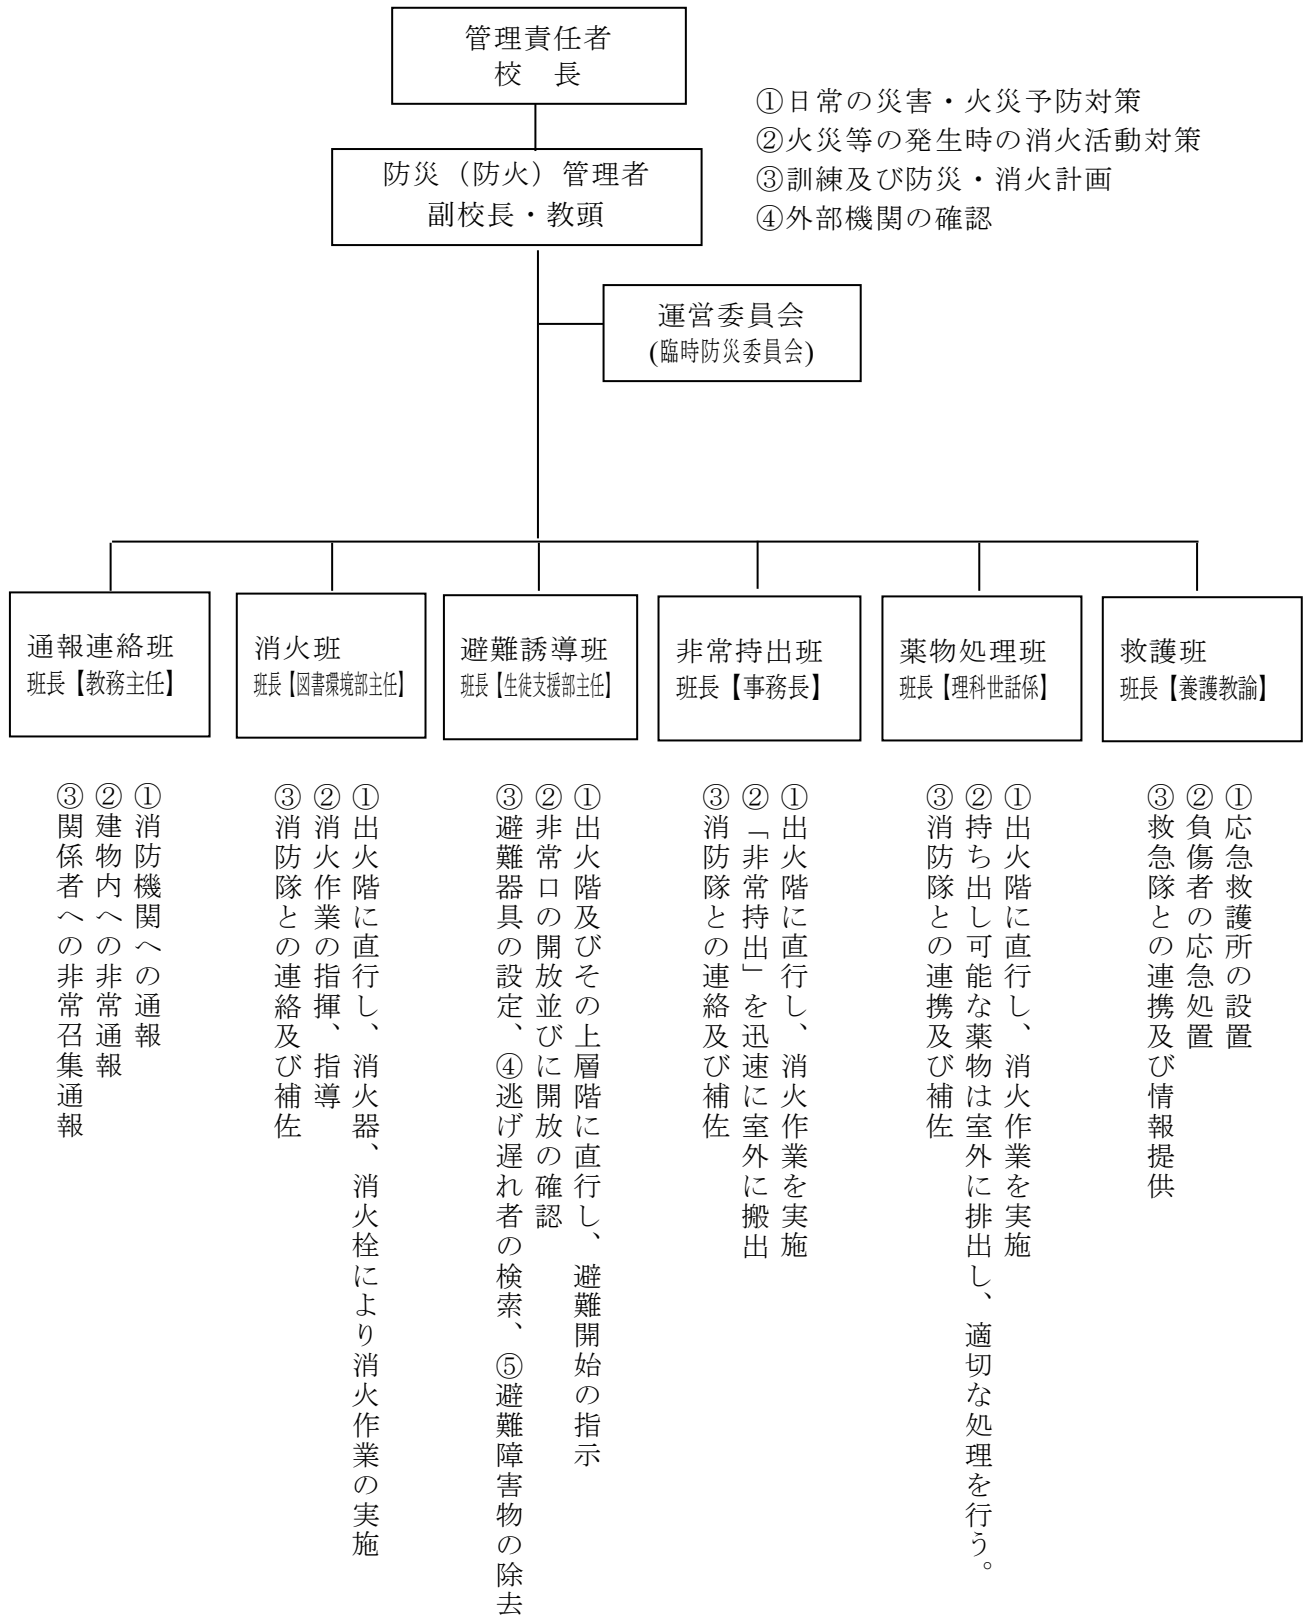 管理責任者
校　長
①日常の災害・火災予防対策
②火災等の発生時の消火活動対策
③訓練及び防災・消火計画
④外部機関の確認
防災（防火）管理者
副校長・教頭
運営委員会
(臨時防災委員会)
通報連絡班
班長【教務主任】
消火班
班長【図書環境部主任】
避難誘導班
班長【生徒支援部主任】
非常持出班
班長【事務長】
薬物処理班
班長【理科世話係】
救護班
班長【養護教諭】
①消防機関への通報
②建物内への非常通報
③関係者への非常召集通報
①出火階に直行し、消火器、消火栓により消火作業の実施
②消火作業の指揮、指導
③消防隊との連絡及び補佐
①出火階及びその上層階に直行し、避難開始の指示
②非常口の開放並びに開放の確認
③避難器具の設定、④逃げ遅れ者の検索、⑤避難障害物の除去
①出火階に直行し、消火作業を実施
②「非常持出」を迅速に室外に搬出
③消防隊との連絡及び補佐
①出火階に直行し、消火作業を実施
②持ち出し可能な薬物は室外に排出し、適切な処理を行う。
③消防隊との連携及び補佐
①応急救護所の設置
②負傷者の応急処置
③救急隊との連携及び情報提供